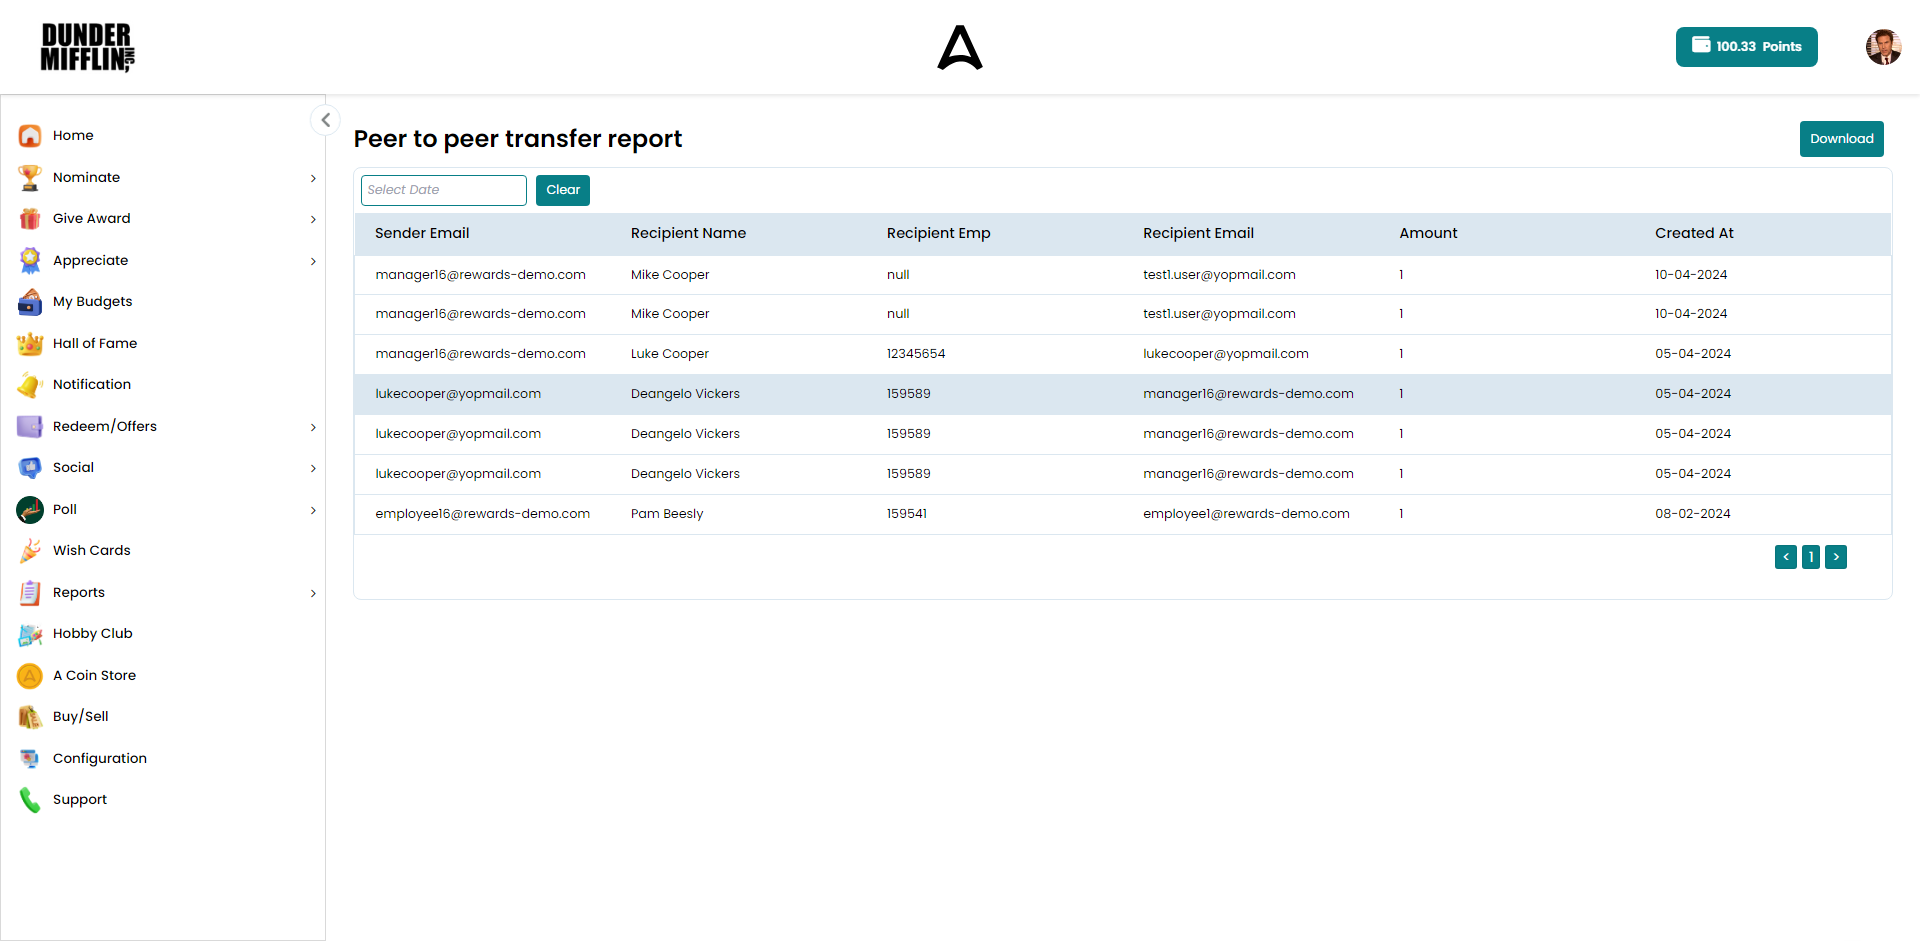 DUNDER
MIFFLIN INC,
100.33 Points
Home
Nominate
Give Award
Appreciate
My Budgets
Hall of Fame
Notification
Redeem/Offers
Social
Poll
Wish Cards
Reports
Hobby Club
A Coin Store
Buy/Sell
Configuration
Support
Peer to peer transfer report
Download
Select Date Clear
Sender Email Recipient Name Recipient Emp Recipient Email Amount Created At
manager16@rewards-demo.com Mike Cooper null test1.user@yopmail.com 1 10-04-2024
manager16@rewards-demo.com Mike Cooper null test1.user@yopmail.com 1 10-04-2024
manager16@rewards-demo.com Luke Cooper 12345654 lukecooper@yopmail.com 1 05-04-2024
lukecooper@yopmail.com Deangelo Vickers 159589 manager16@rewards-demo.com 1 05-04-2024
lukecooper@yopmail.com Deangelo Vickers 159589 manager16@rewards-demo.com 1 05-04-2024
lukecooper@yopmail.com Deangelo Vickers 159589 manager16@rewards-demo.com 1 05-04-2024
employee16@rewards-demo.com Pam Beesly 159541 employee1@rewards-demo.com 1 08-02-2024
< 1 >